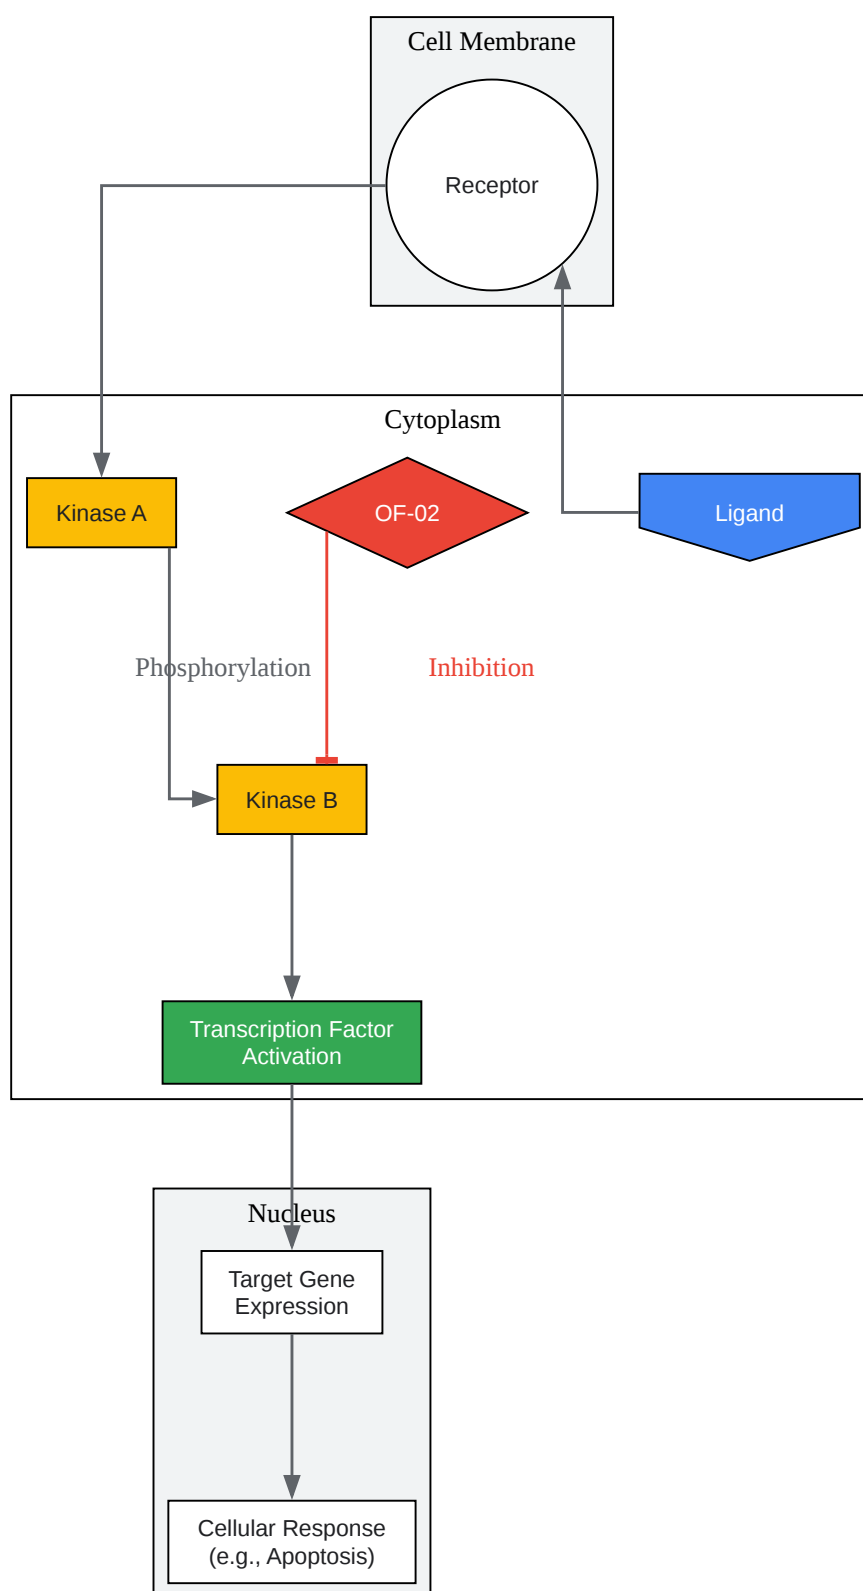 Cell Membrane
Receptor
Cytoplasm
Kinase A
OF-02
Ligand
Phosphorylation
Inhibition
Kinase B
Transcription Factor
Activation
Nucleus
Target Gene
Expression
Cellular Response
(e.g., Apoptosis)